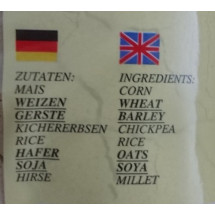 ZUTATEN:
MAIS
WEIZEN
GERSTE
KICHERERBSEN
RICE
HAFER
SOJA
HIRSE
INGREDIENTS:
CORN
WHEAT
BARLEY
CHICKPEA
RICE
OATS
SOYA
MILLET